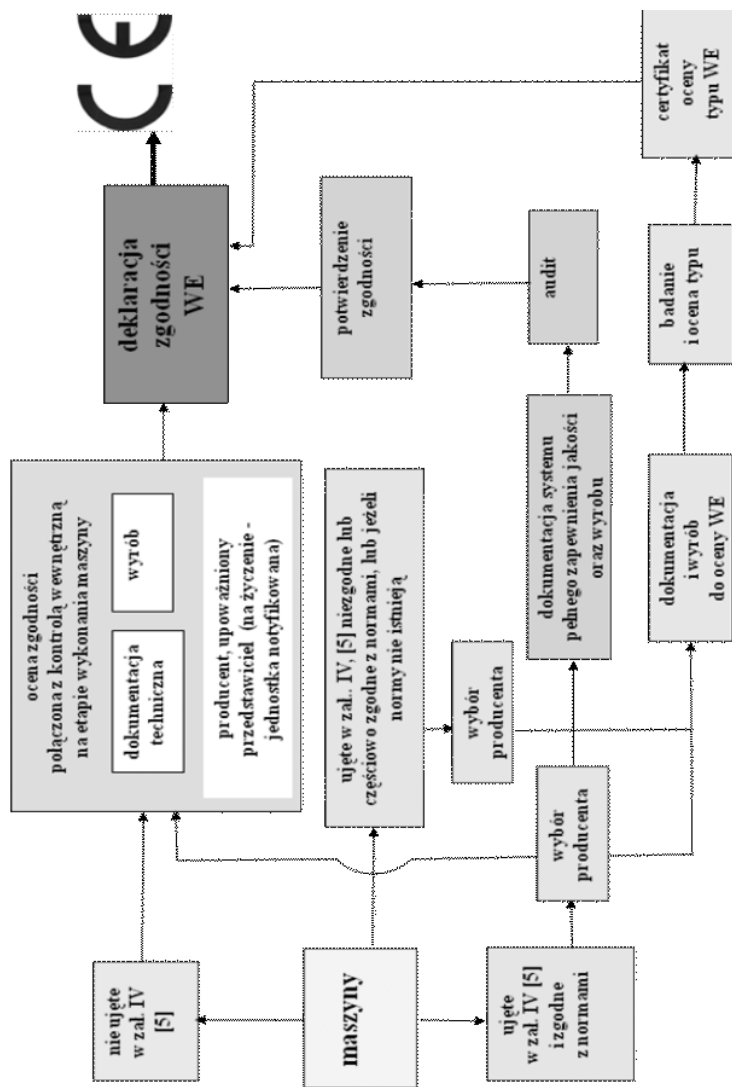 nie ujęte
w zal. IV
[5]
maszyny
ujęte
w zal. IV [5]
i zgodne
z normami
ocena zgodności
połączona z kontrolą wewnętrzną
na etapie wykonania maszyny
dokumentacja
techniczna
wyrób
producent, upoważniony
przedstawiciel (na życzenie -
jednostka notyfikowana)
ujęte w zal.. IV, [5] niezgodne lub
częściowo zgodne z normami, lub jeżeli
normy nie istnieją
wybór
producenta
wybór
producenta
dokumentacja systemu
pełnego zapewnienia jakości
oraz wyrobu
dokumentacja
i wyrób
do oceny WE
deklaracja
zgodności
WE
potwierdzenie
zgodności
audit
badanie
i ocena typu
certyfikat
oceny
typu WE
CE